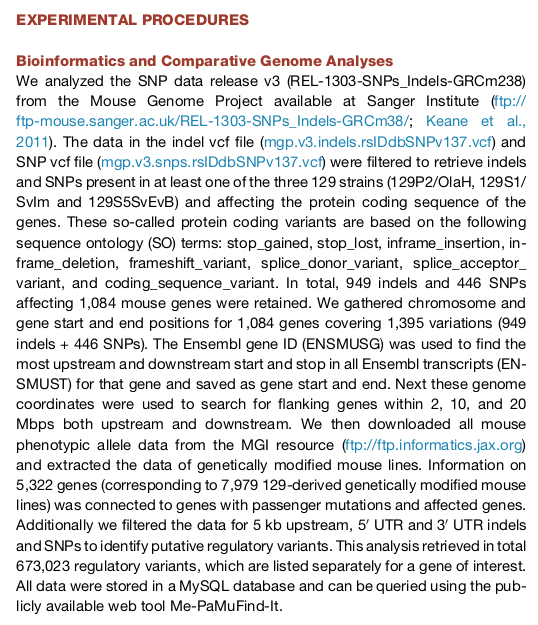 EXPERIMENTAL PROCEDURES
Bioinformatics and Comparative Genome Analyses
We analyzed the SNP data release v3 (REL-1303-SNPs_Indels-GRCm238)
from the Mouse Genome Project available at Sanger Institute (ftp://
ftp-mouse.sanger.ac.uk/REL-1303-SNPs_Indels-GRCm38/; Keane et al.,
2011). The data in the indel vcf file (mgp.v3.indels.rsIDdbSNPv137.vcf) and
SNP vcf file (mgp.v3.snps.rsIDdbSNPv137.vcf) were filtered to retrieve indels
and SNPs present in at least one of the three 129 strains (129P2/OlaH, 129S1/
SvIm and 129S5SvEvB) and affecting the protein coding sequence of the
genes. These so-called protein coding variants are based on the following
sequence ontology (SO) terms: stop_gained, stop_lost, inframe_insertion, in-
frame_deletion, frameshift_variant, splice_donor_variant, splice_acceptor_
variant, and coding_sequence_variant. In total, 949 indels and 446 SNPs
affecting 1,084 mouse genes were retained. We gathered chromosome and
gene start and end positions for 1,084 genes covering 1,395 variations (949
indels + 446 SNPs). The Ensembl gene ID (ENSMUSG) was used to find the
most upstream and downstream start and stop in all Ensembl transcripts (EN-
SMUST) for that gene and saved as gene start and end. Next these genome
coordinates were used to search for flanking genes within 2, 10, and 20
Mbps both upstream and downstream. We then downloaded all mouse
phenotypic allele data from the MGI resource (ftp://ftp.informatics.jax.org)
and extracted the data of genetically modified mouse lines. Information on
5,322 genes (corresponding to 7,979 129-derived genetically modified mouse
lines) was connected to genes with passenger mutations and affected genes.
Additionally we filtered the data for 5 kb upstream, 5′ UTR and 3′ UTR indels
and SNPs to identify putative regulatory variants. This analysis retrieved in total
673,023 regulatory variants, which are listed separately for a gene of interest.
All data were stored in a MySQL database and can be queried using the pub-
licly available web tool Me-PaMuFind-It.